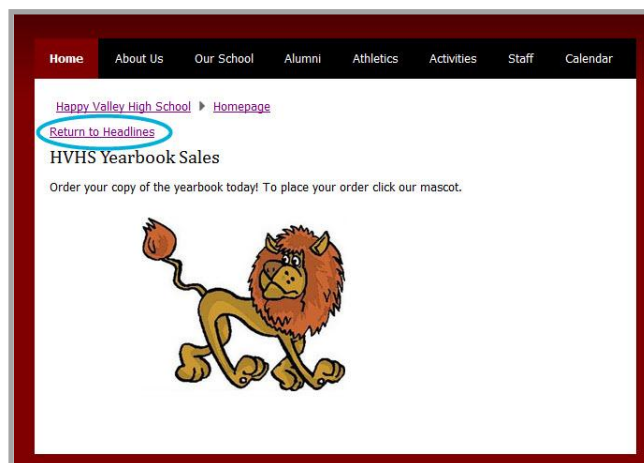 Home About Us Our School Alumni Athletics Activities Staff Calendar
Happy Valley High School Homepage
Return to Headlines
HVHS Yearbook Sales
Order your copy of the yearbook today! To place your order click our mascot.